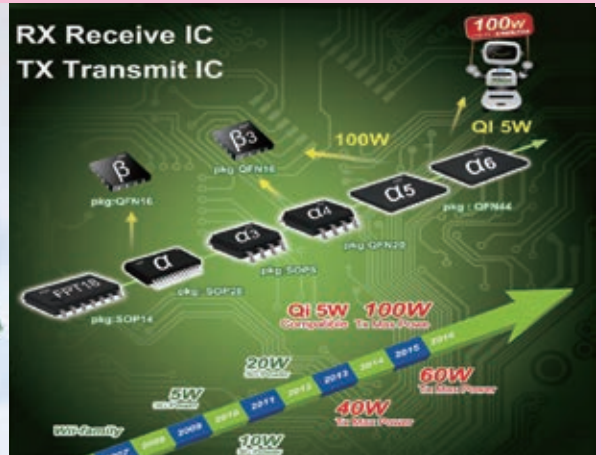 RX Receive IC
TX Transmit IC
100W
QI 5W
β3
pkg:QFN16
100W
β
pkg:QFN16
α6
α5
pkg : QFN44
α4
pkg:QFN20
α3
pkg:SOP8
α
pkg: SOP28
pkg:SOP14
Qi 5W 100W
Compatible Tx Max Power
20W
5W
60W
Tx Max Power
40W
Tx Max Power
10W
2009 2010 2011 2012 2013 2014 2015 2016